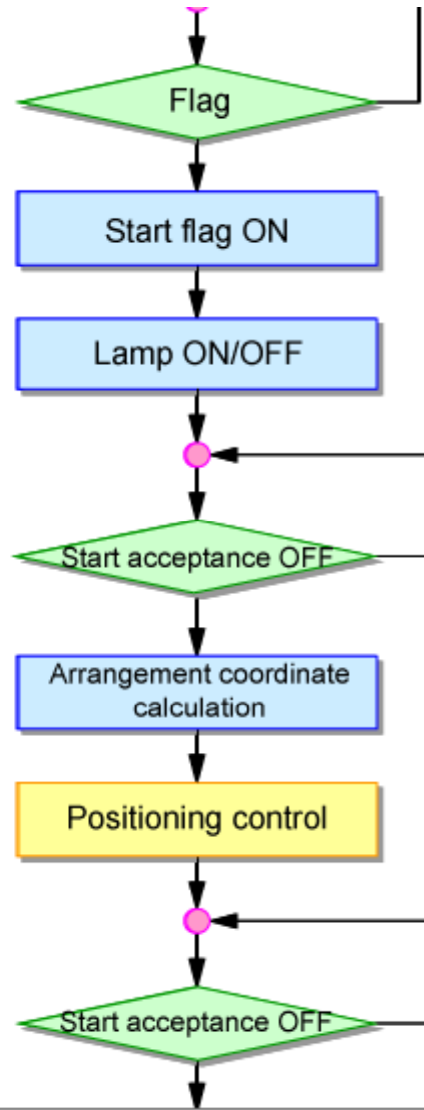 Flag
Start flag ON
Lamp ON/OFF
Start acceptance OFF
Arrangement coordinate
calculation
Positioning control
Start acceptance OFF